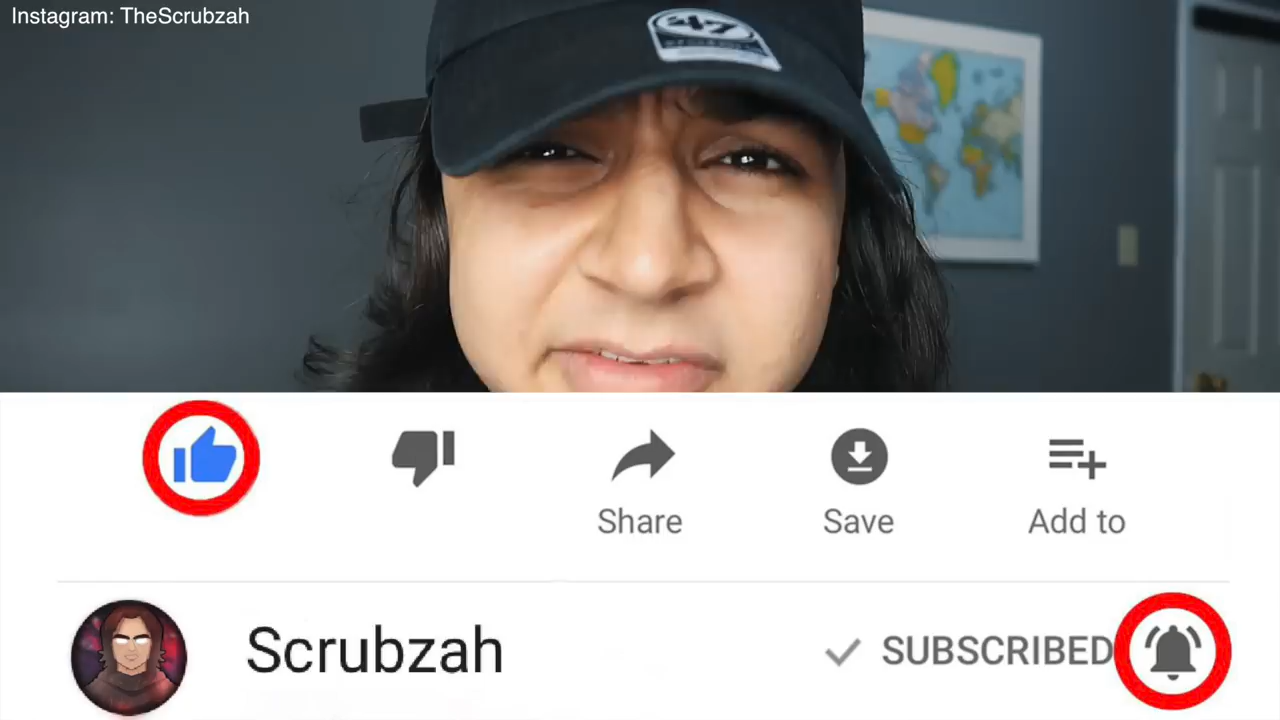 Instagram: TheScrubzah
47
Share
Save
Add to
Scrubzah
SUBSCRIBED